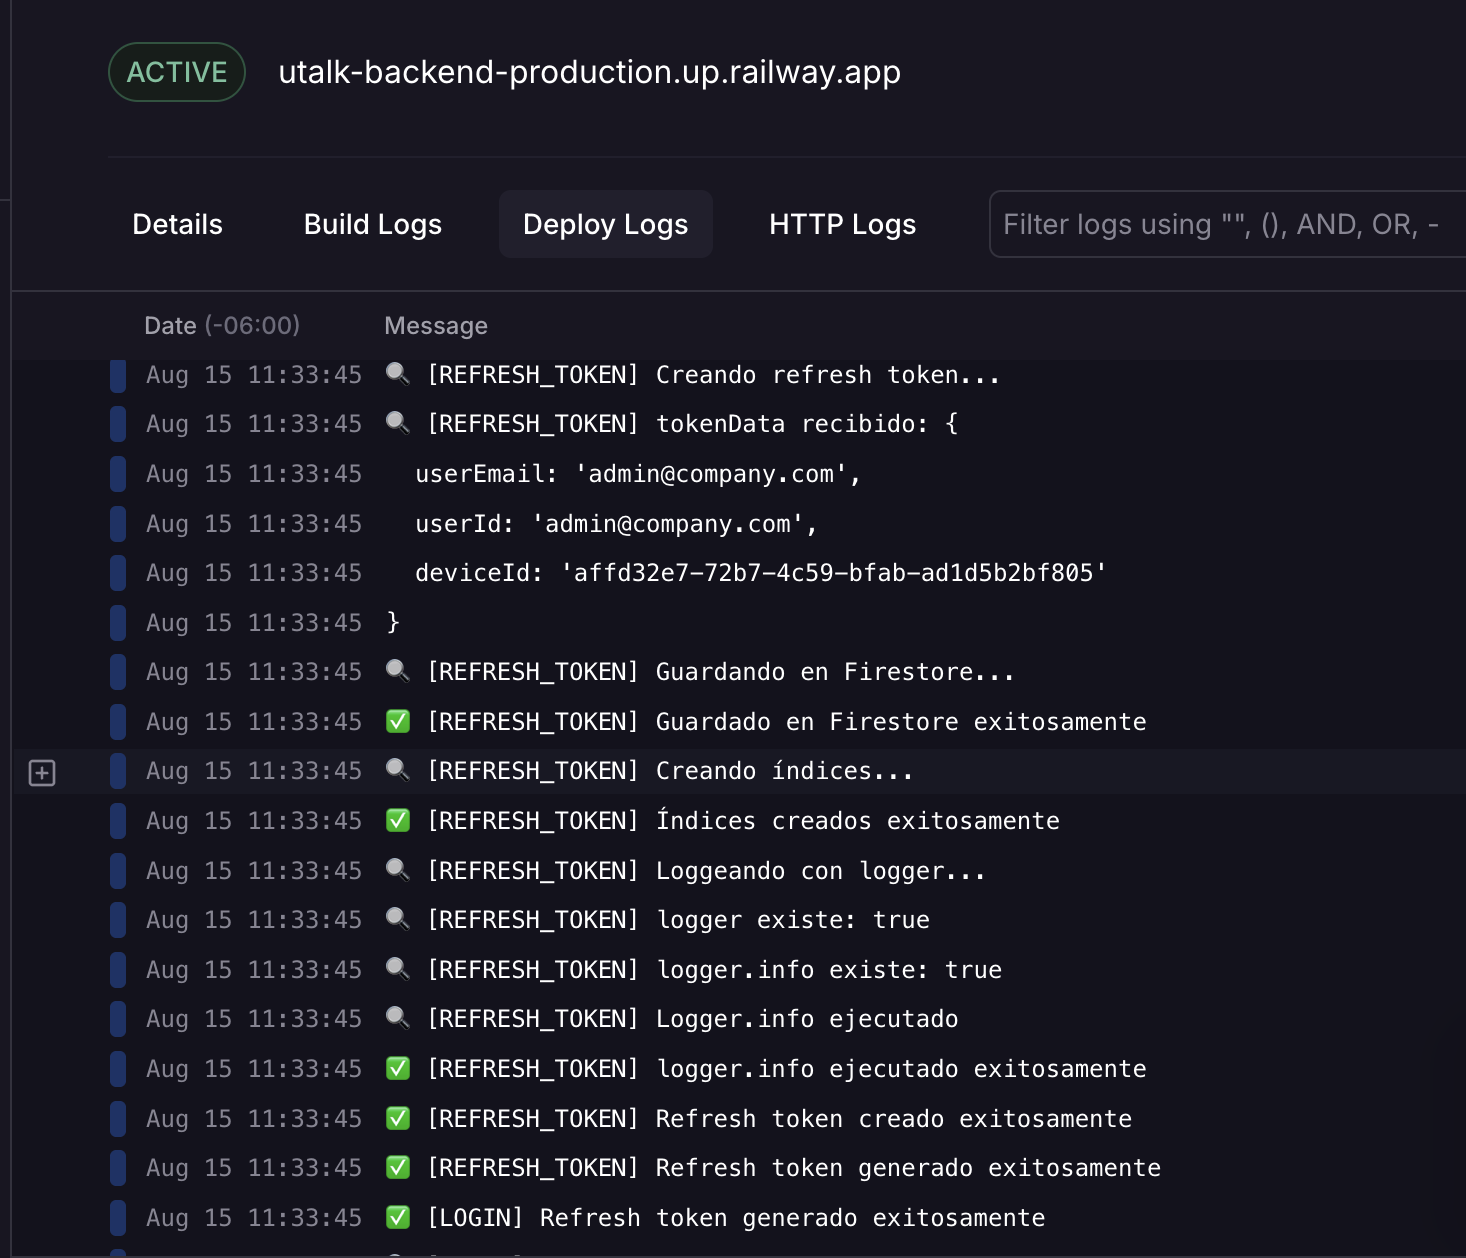 ACTIVE utalk-backend-production.up.railway.app
Details Build Logs Deploy Logs HTTP Logs Filter logs using "", (), AND, OR, -
Date (-06:00) Message
Aug 15 11:33:45 🔍 [REFRESH_TOKEN] Creando refresh token...
Aug 15 11:33:45 🔍 [REFRESH_TOKEN] tokenData recibido: {
Aug 15 11:33:45 userEmail: 'admin@company.com',
Aug 15 11:33:45 userId: 'admin@company.com',
Aug 15 11:33:45 deviceId: 'affd32e7-72b7-4c59-bfab-ad1d5b2bf805'
Aug 15 11:33:45 }
Aug 15 11:33:45 🔍 [REFRESH_TOKEN] Guardando en Firestore...
Aug 15 11:33:45 ✅ [REFRESH_TOKEN] Guardado en Firestore exitosamente
Aug 15 11:33:45 🔍 [REFRESH_TOKEN] Creando índices...
Aug 15 11:33:45 ✅ [REFRESH_TOKEN] Índices creados exitosamente
Aug 15 11:33:45 🔍 [REFRESH_TOKEN] Loggeando con logger...
Aug 15 11:33:45 🔍 [REFRESH_TOKEN] logger existe: true
Aug 15 11:33:45 🔍 [REFRESH_TOKEN] logger.info existe: true
Aug 15 11:33:45 🔍 [REFRESH_TOKEN] Logger.info ejecutado
Aug 15 11:33:45 ✅ [REFRESH_TOKEN] logger.info ejecutado exitosamente
Aug 15 11:33:45 ✅ [REFRESH_TOKEN] Refresh token creado exitosamente
Aug 15 11:33:45 ✅ [REFRESH_TOKEN] Refresh token generado exitosamente
Aug 15 11:33:45 ✅ [LOGIN] Refresh token generado exitosamente